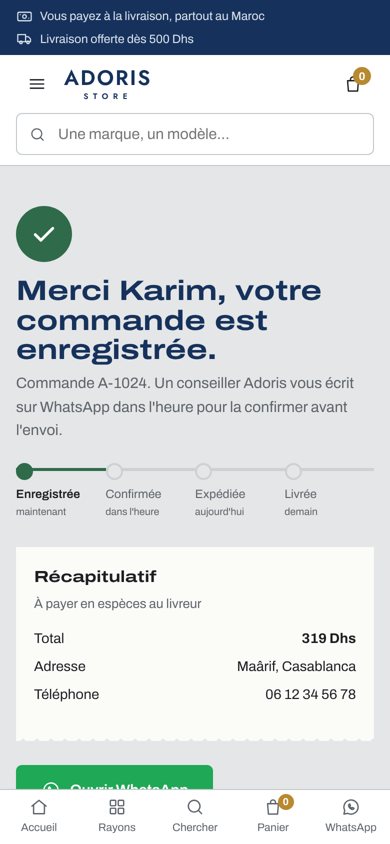 Vous payez à la livraison, partout au Maroc
Livraison offerte dès 500 Dhs
ADORIS
STORE
0
Une marque, un modèle...
Merci Karim, votre
commande est
enregistrée.
Commande A-1024. Un conseiller Adoris vous écrit
sur WhatsApp dans l'heure pour la confirmer avant
l'envoi.
Enregistrée Confirmée Expédiée Livrée
maintenant dans l'heure aujourd'hui demain
Récapitulatif
À payer en espèces au livreur
Total 319 Dhs
Adresse Maârif, Casablanca
Téléphone 06 12 34 56 78
Ouvrir WhatsApp
0
Accueil Rayons Chercher Panier WhatsApp